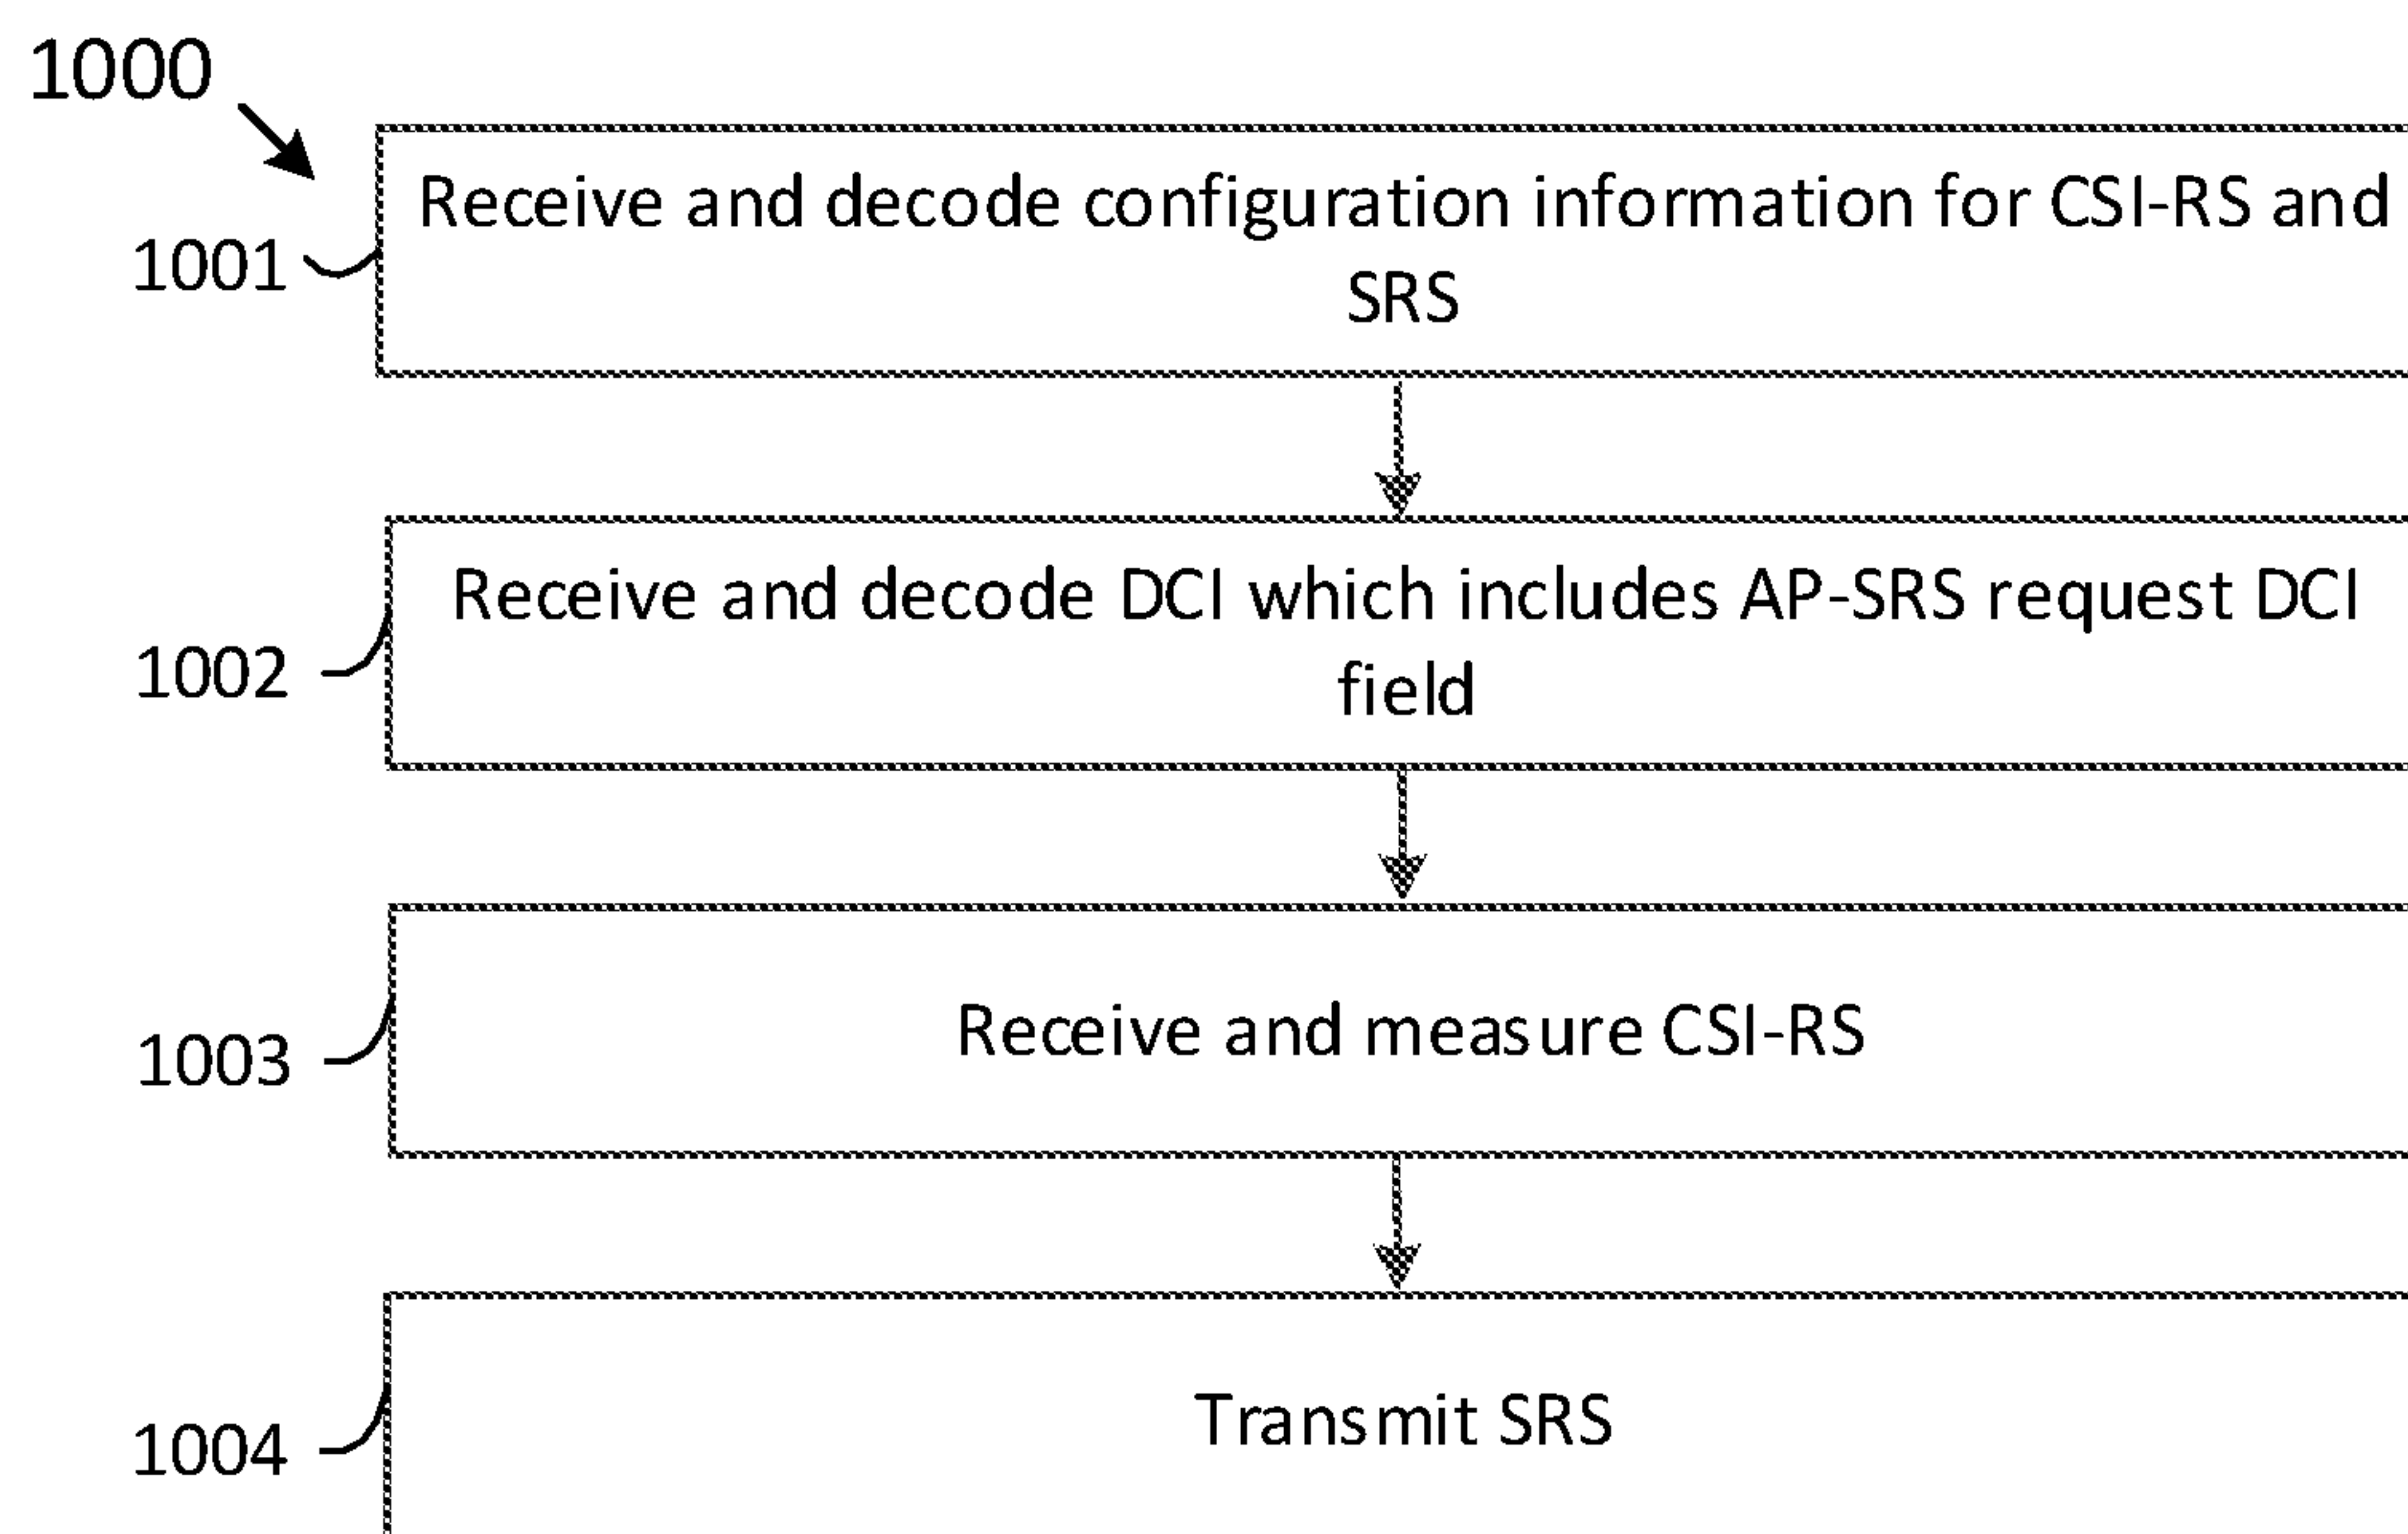 1000
1001
Receive and decode configuration information for CSI-RS and
SRS
1002
Receive and decode DCI which includes AP-SRS request DCI
field
1003
Receive and measure CSI-RS
1004
Transmit SRS